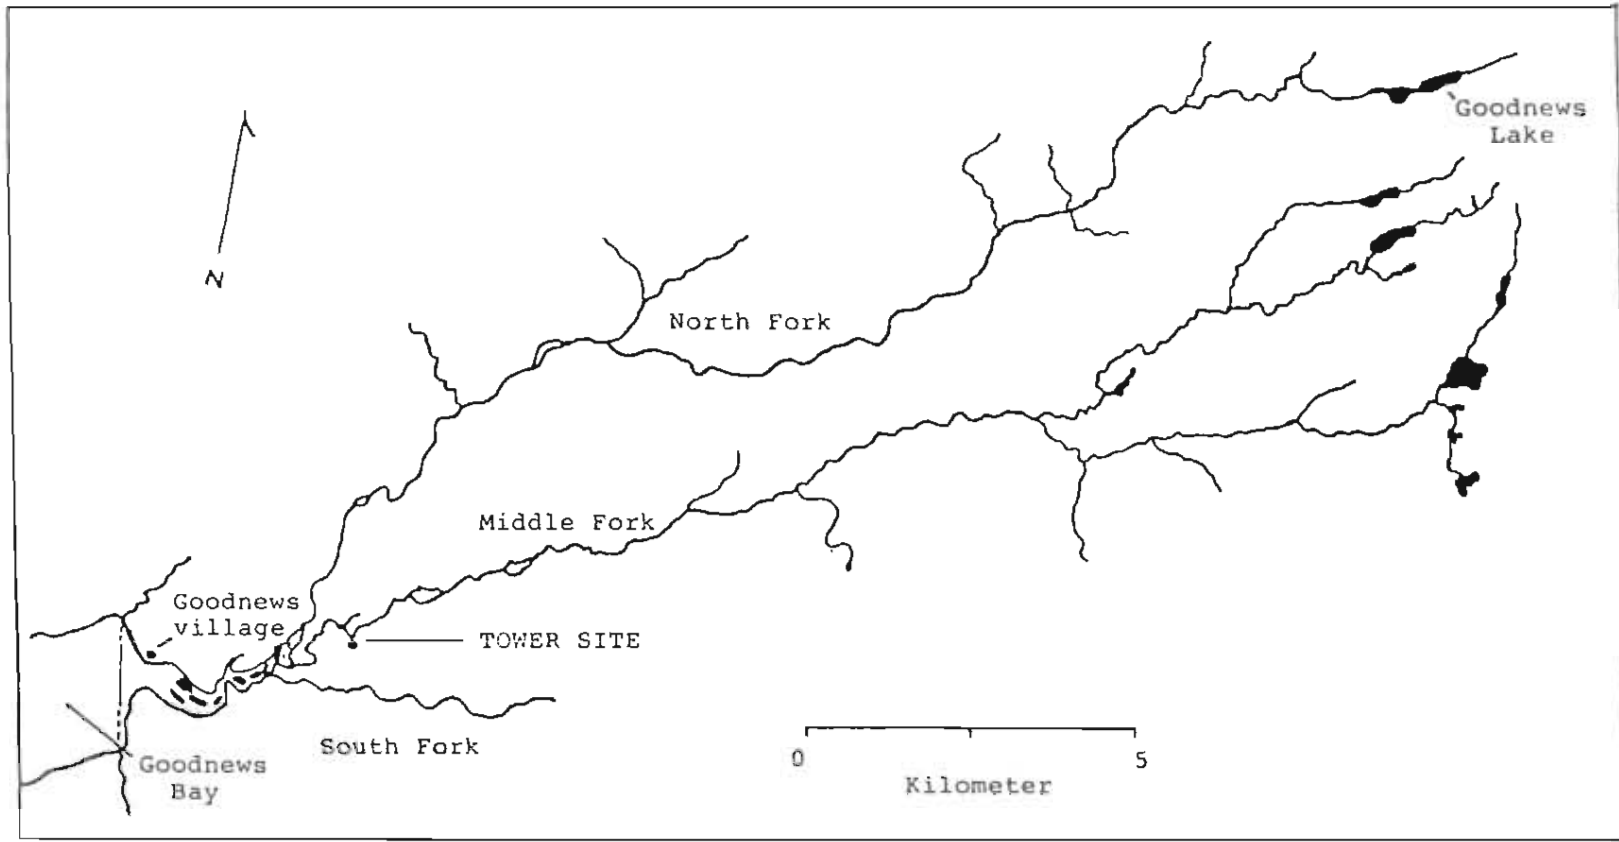 Goodnews
Lake
N
North Fork
Middle Fork
Goodnews
village
TOWER SITE
South Fork
Goodnews
Bay
0
5
Kilometer